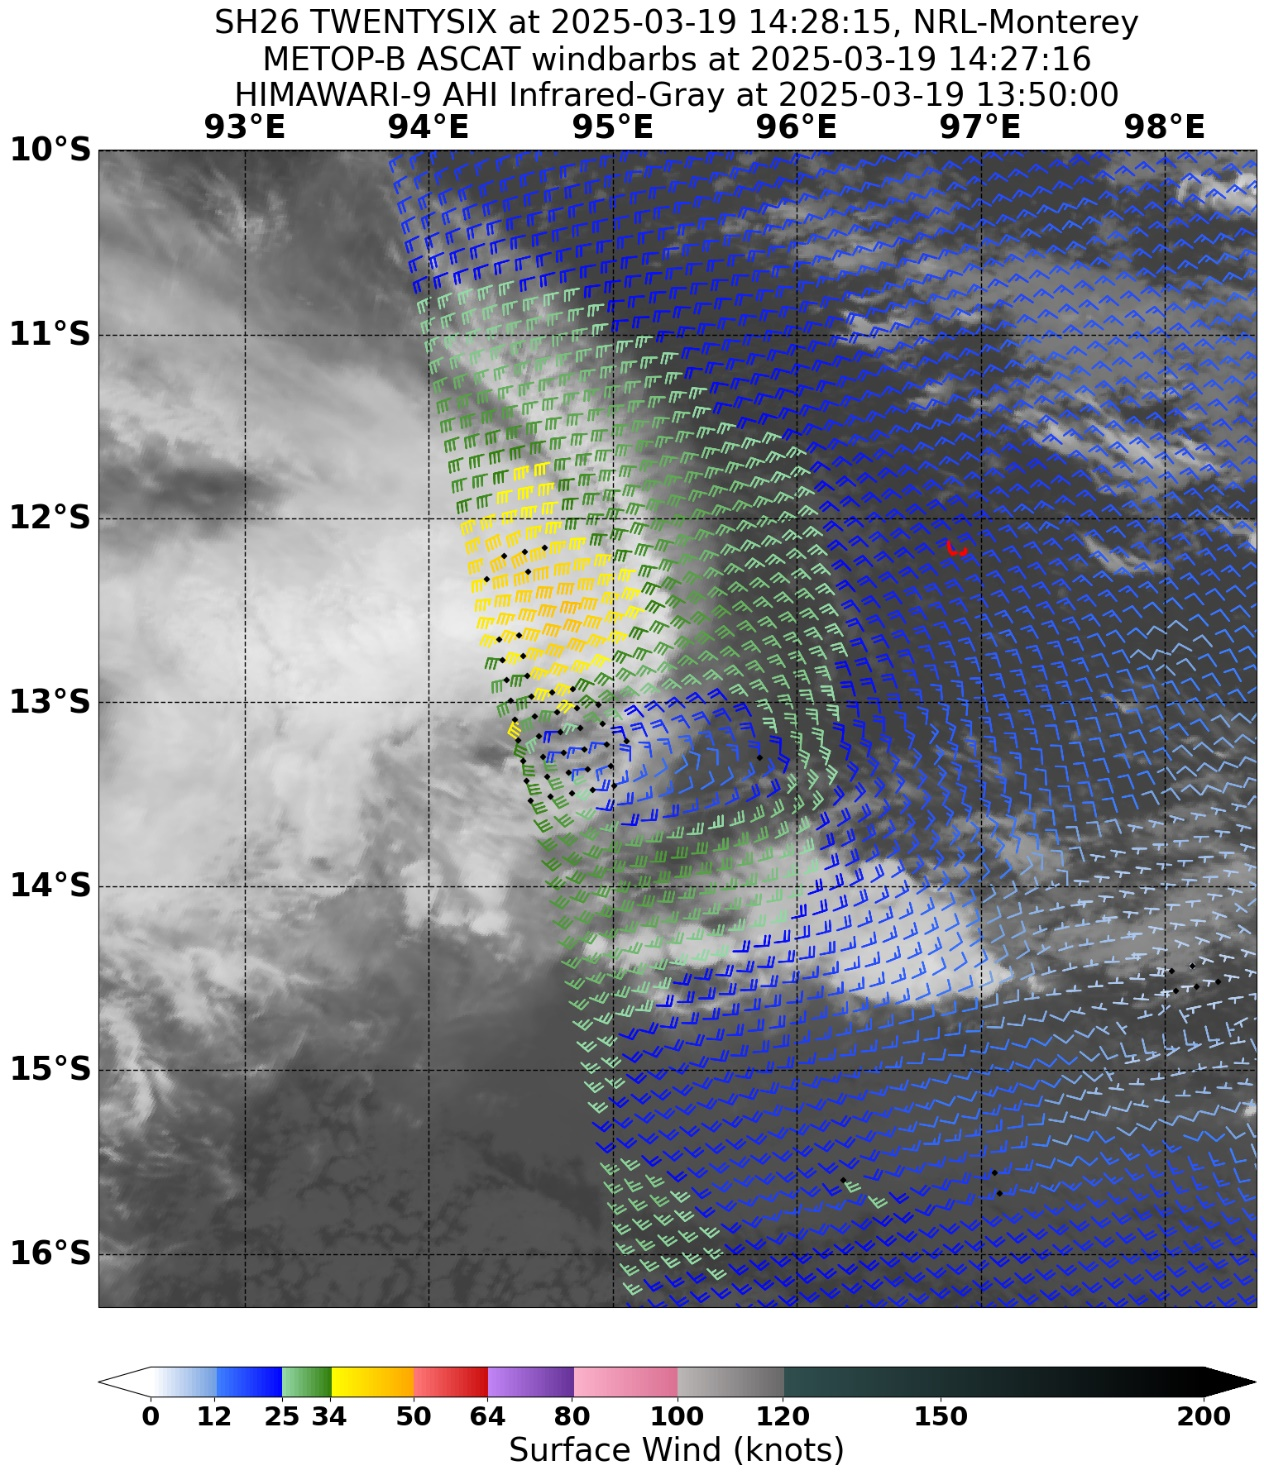 SH26 TWENTYSIX at 2025-03-19 14:28:15, NRL-Monterey
METOP-B ASCAT windbarbs at 2025-03-19 14:27:16
HIMAWARI-9 AHI Infrared-Gray at 2025-03-19 13:50:00
93°E 94°E 95°E 96°E 97°E 98°E
10°S
11°S
12°S
13°S
14°S
15°S
16°S
0 12 25 34 50 64 80 100 120 150 200
Surface Wind (knots)